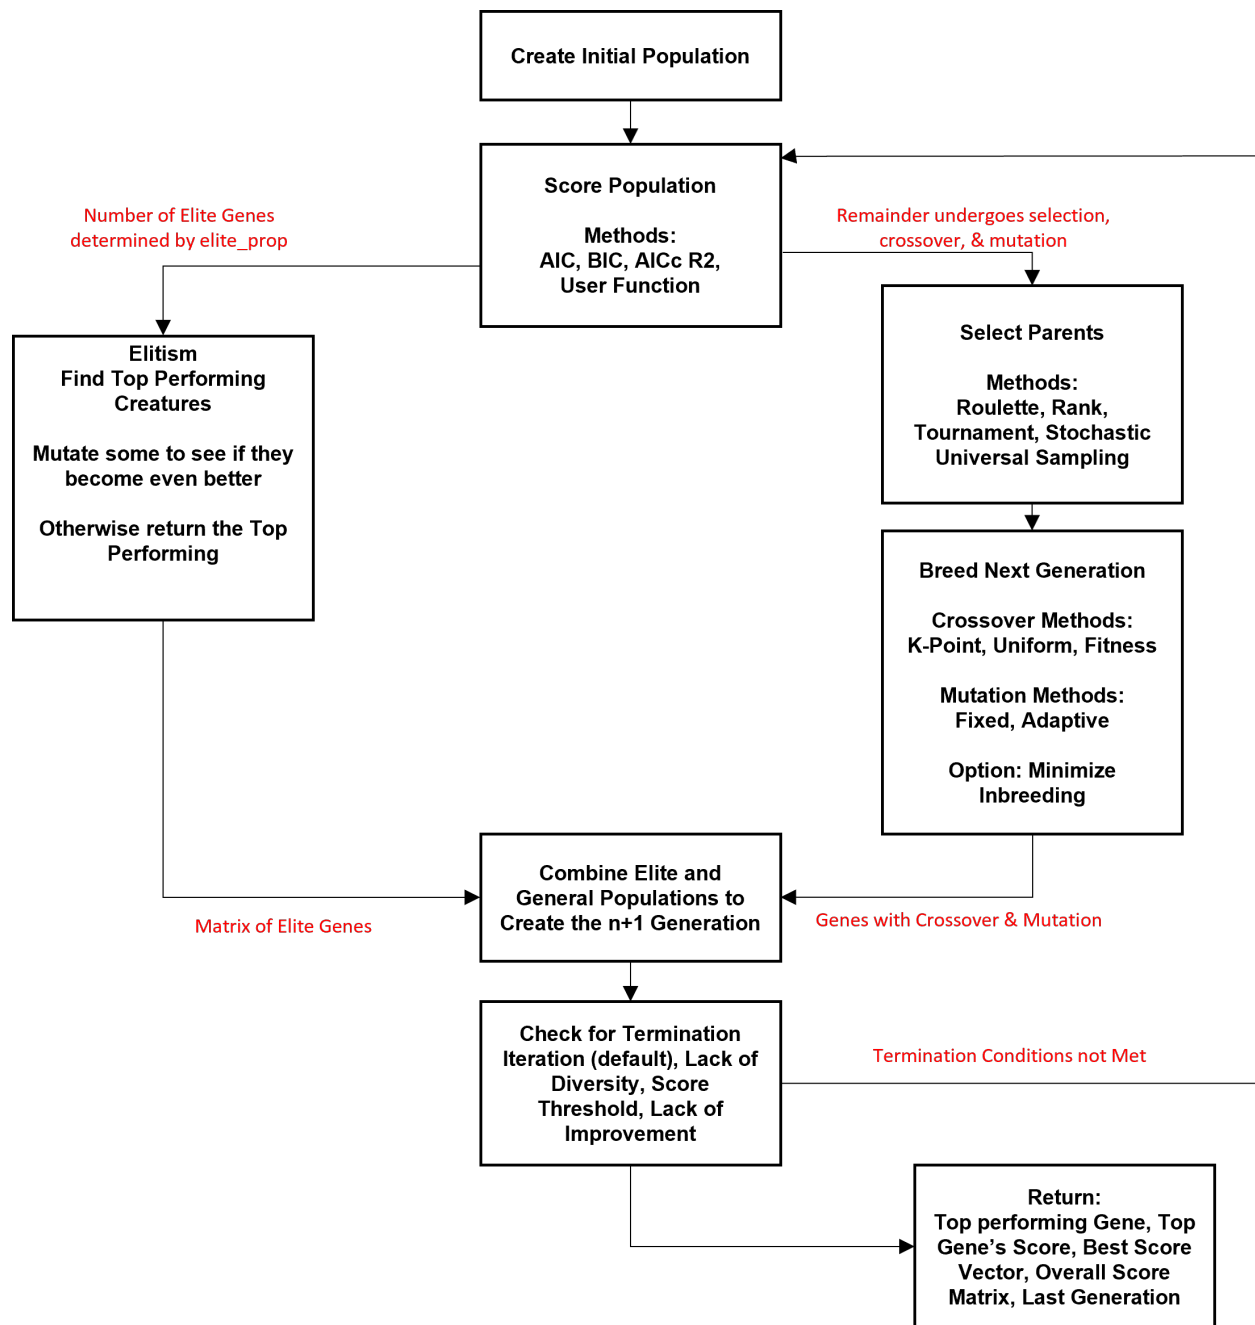 Create Initial Population
Score Population
Methods:
AIC, BIC, AICc R2,
User Function
Number of Elite Genes
determined by elite_prop
Remainder undergoes selection,
crossover, & mutation
Elitism
Find Top Performing
Creatures
Mutate some to see if they
become even better
Otherwise return the Top
Performing
Select Parents
Methods:
Roulette, Rank,
Tournament, Stochastic
Universal Sampling
Breed Next Generation
Crossover Methods:
K-Point, Uniform, Fitness
Mutation Methods:
Fixed, Adaptive
Option: Minimize
Inbreeding
Combine Elite and
General Populations to
Create the n+1 Generation
Matrix of Elite Genes
Genes with Crossover & Mutation
Check for Termination
Iteration (default), Lack of
Diversity, Score
Threshold, Lack of
Improvement
Termination Conditions not Met
Return:
Top performing Gene, Top
Gene’s Score, Best Score
Vector, Overall Score
Matrix, Last Generation